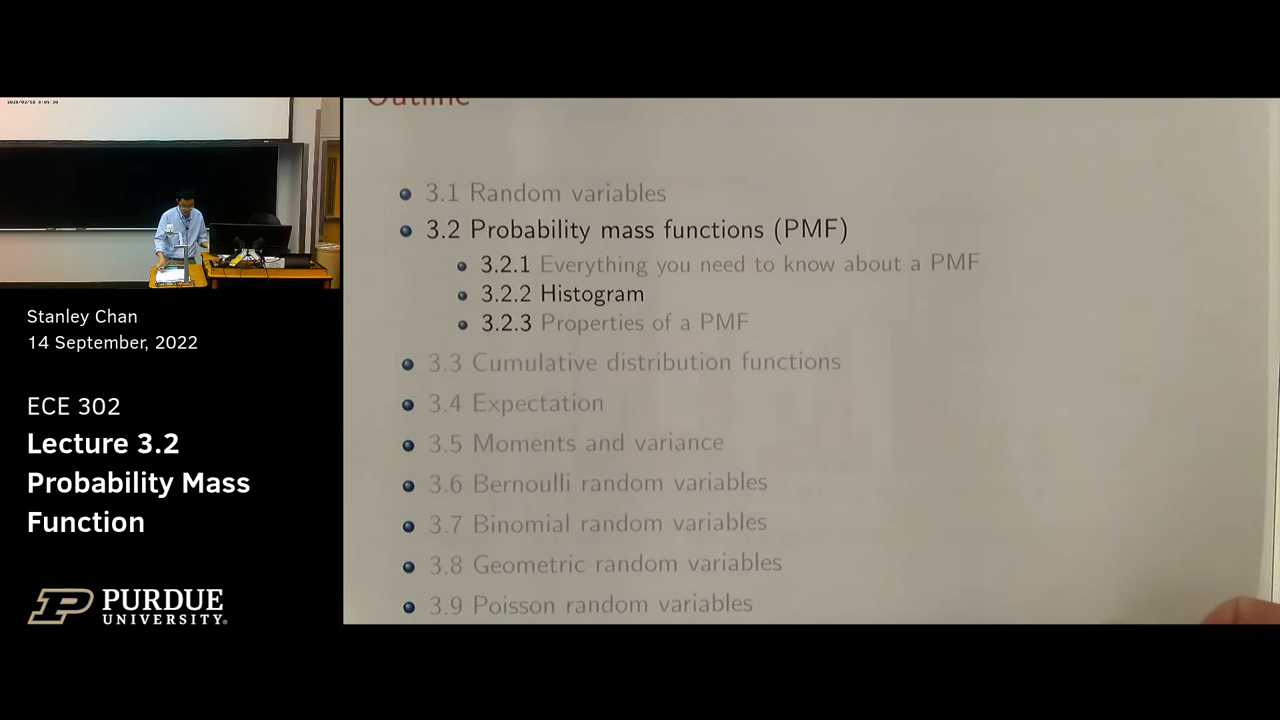 Outline
3.1 Random variables
3.2 Probability mass functions (PMF)
3.2.1 Everything you need to know about a PMF
3.2.2 Histogram
3.2.3 Properties of a PMF
3.3 Cumulative distribution functions
3.4 Expectation
3.5 Moments and variance
3.6 Bernoulli random variables
3.7 Binomial random variables
3.8 Geometric random variables
3.9 Poisson random variables
Stanley Chan
14 September, 2022
ECE 302
Lecture 3.2
Probability Mass
Function
PURDUE
UNIVERSITY®